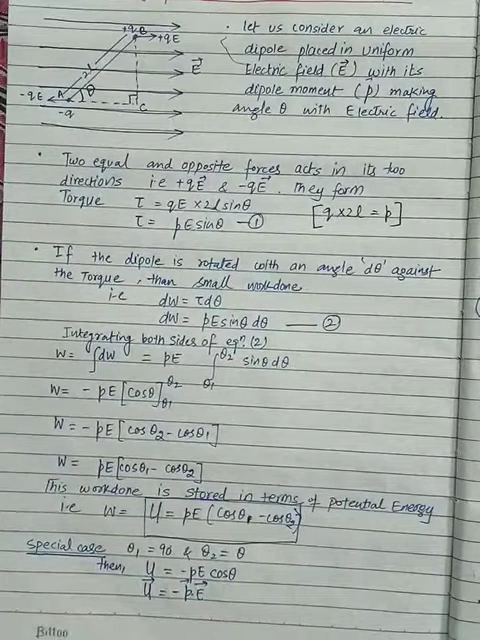 +q B
+qE
• let us consider an electric
dipole placed in uniform
Electric field (E⃗) with its
dipole moment (p⃗) making
angle θ with Electric field.
E⃗
2l
θ
-qE
A
-q
C
• Two equal and opposite forces acts in its two
directions i.e +qE⃗ & -qE⃗. They form
Torque τ = qE × 2l sinθ [q×2l = p]
τ = pE sinθ —①
• If the dipole is rotated with an angle 'dθ' against
the Torque, than small workdone
i.e dw = τdθ
dw = pE sinθ dθ —②
Integrating both sides of eqⁿ.(2)
W = ∫dw = pE ∫θ₁^θ₂ sinθ dθ
W = - pE [cosθ]θ₁^θ₂
W = - pE [cosθ₂ - cosθ₁]
W = pE[cosθ₁ - cosθ₂]
This workdone is stored in terms of Potential Energy
i.e W = U = pE (cosθ₁ - cosθ₂)
Special case θ₁ = 90 & θ₂ = θ
then, U = -pE cosθ
U⃗ = -p⃗.E⃗
Bittoo